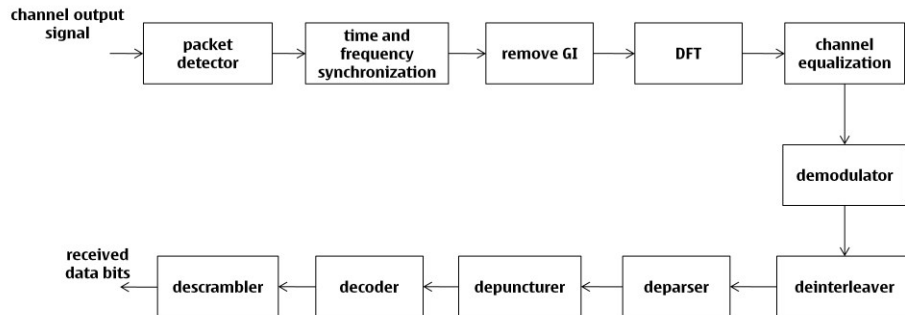 channel output
signal
packet
detector
time and
frequency
synchronization
remove GI
DFT
channel
equalization
demodulator
deinterleaver
deparser
depuncturer
decoder
descrambler
received
data bits